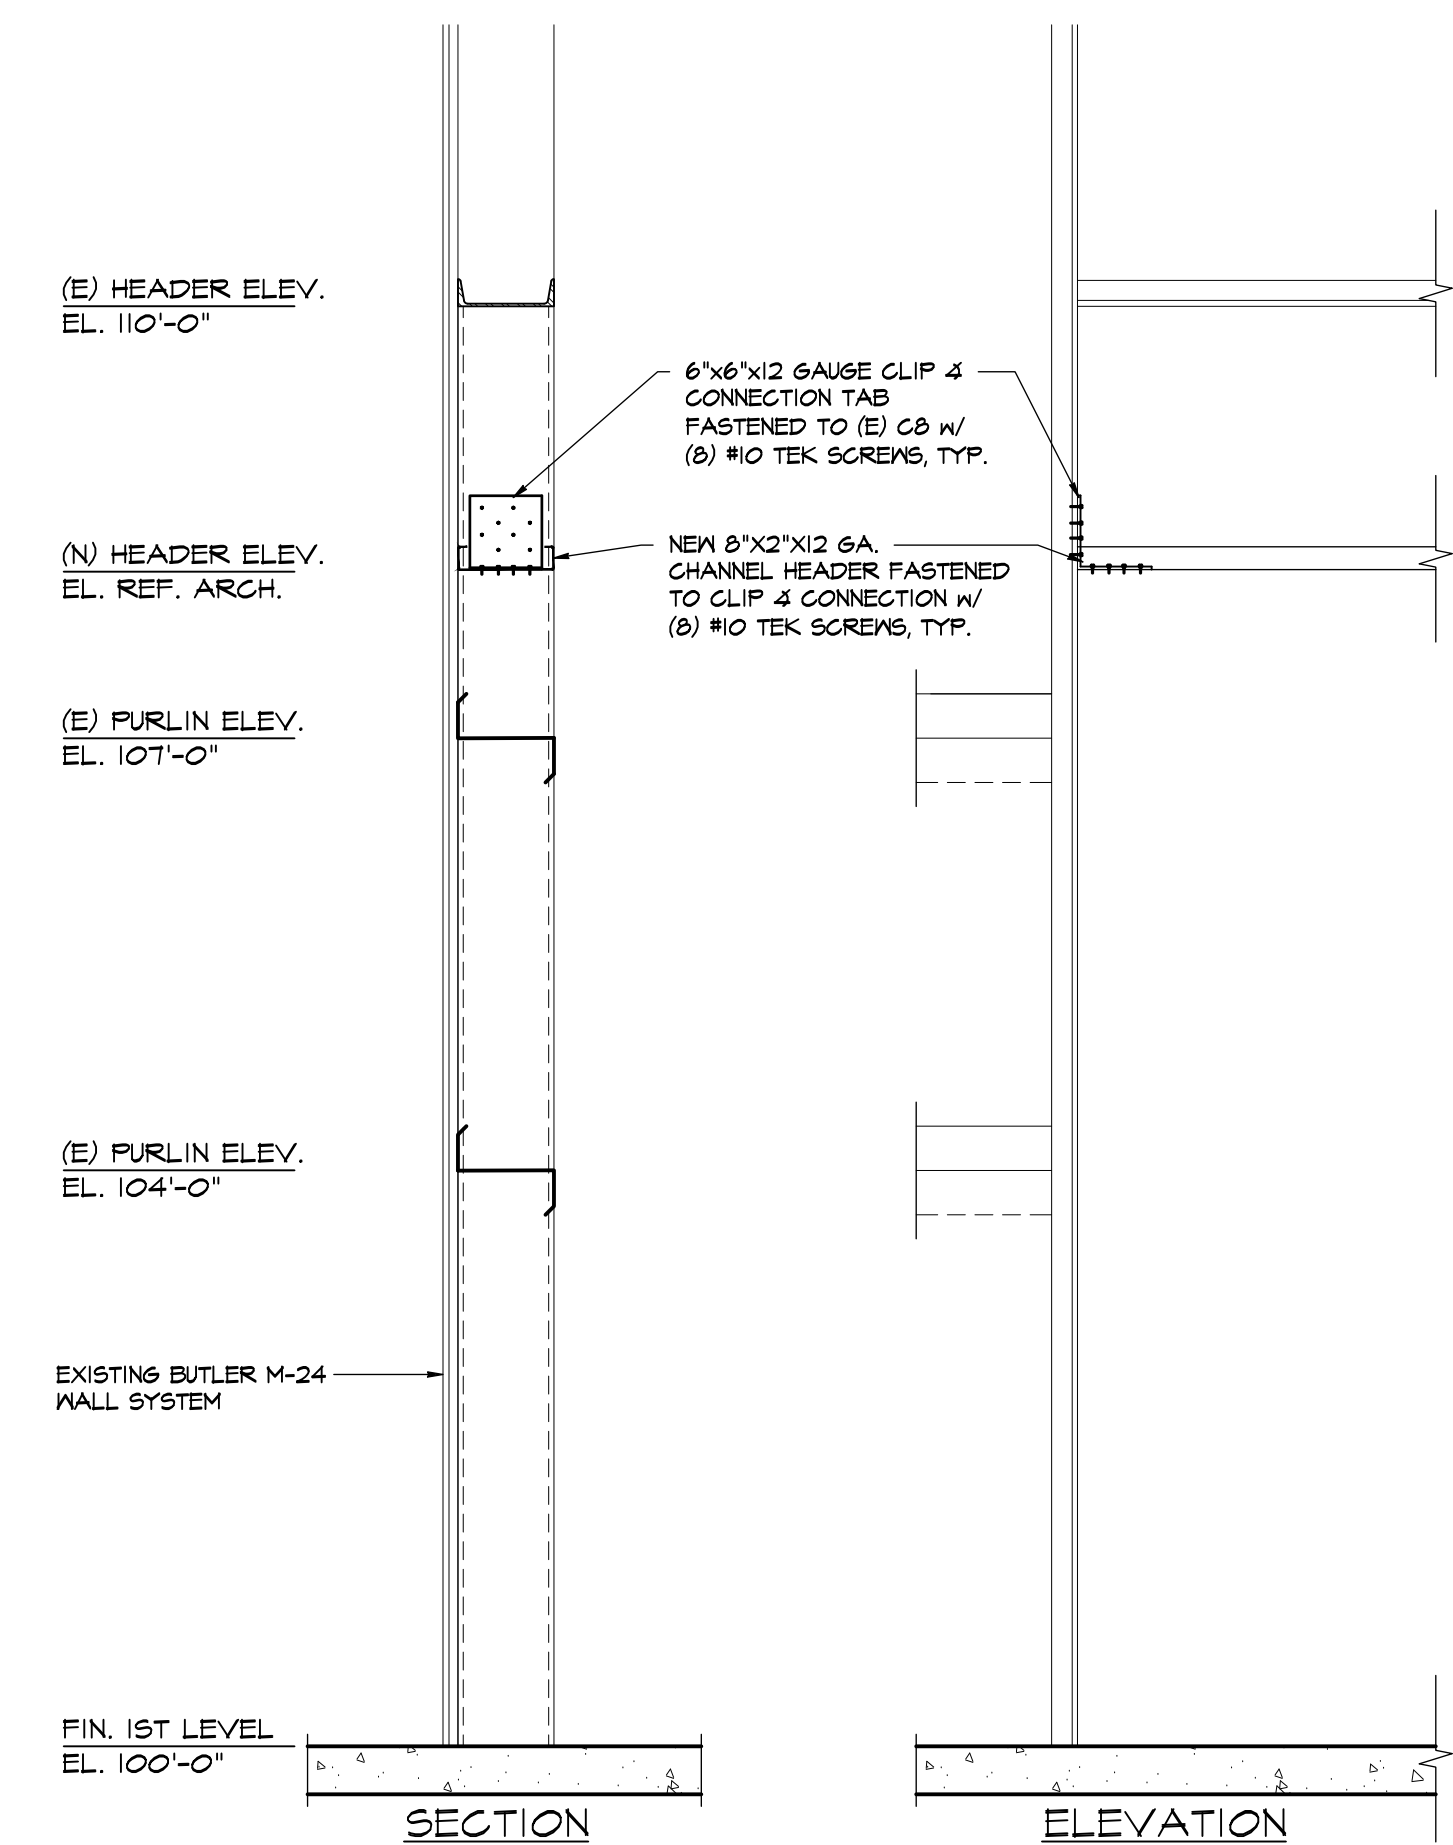 (E) HEADER ELEV.
EL. 110'-0"
6"x6"x12 GAUGE CLIP ∡
CONNECTION TAB
FASTENED TO (E) C8 W/
(8) #10 TEK SCREWS, TYP.
(N) HEADER ELEV.
EL. REF. ARCH.
NEW 8"X2"X12 GA.
CHANNEL HEADER FASTENED
TO CLIP ∡ CONNECTION W/
(8) #10 TEK SCREWS, TYP.
(E) PURLIN ELEV.
EL. 107'-0"
(E) PURLIN ELEV.
EL. 104'-0"
EXISTING BUTLER M-24
WALL SYSTEM
FIN. 1ST LEVEL
EL. 100'-0"
SECTION
ELEVATION